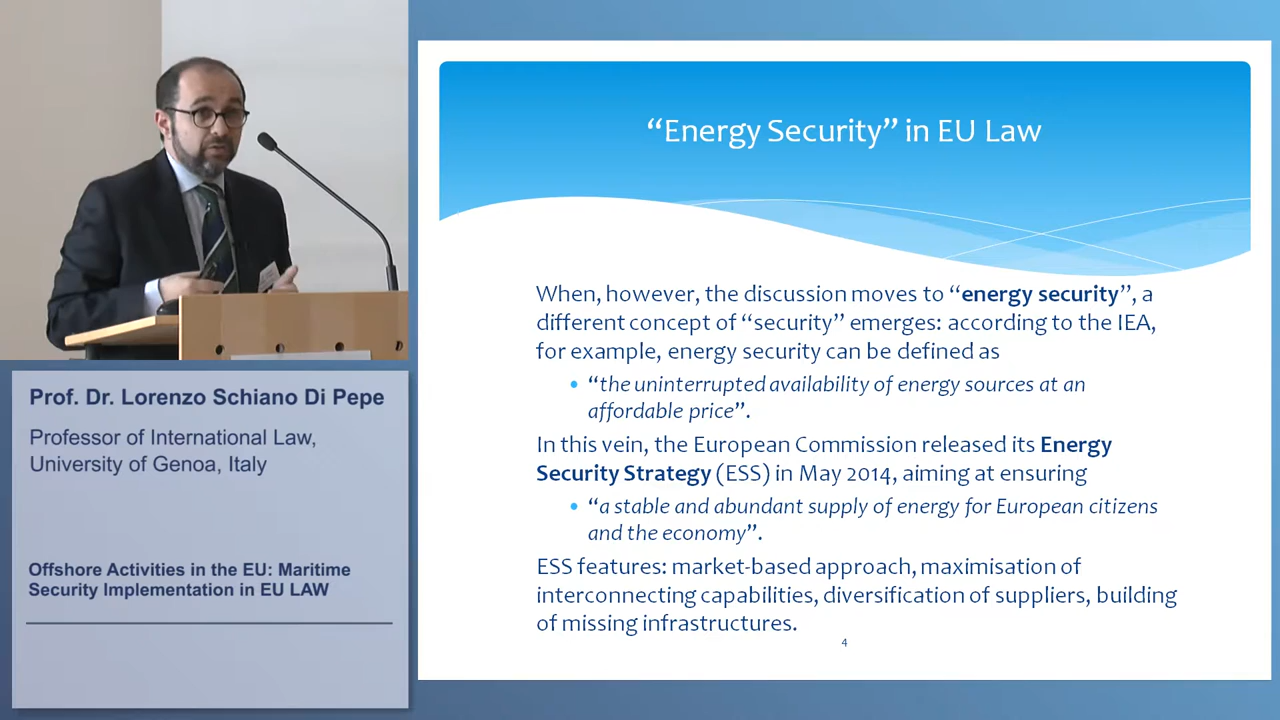 “Energy Security” in EU Law
When, however, the discussion moves to “energy security”, a
different concept of “security” emerges: according to the IEA,
for example, energy security can be defined as
• “the uninterrupted availability of energy sources at an
affordable price”.
In this vein, the European Commission released its Energy
Security Strategy (ESS) in May 2014, aiming at ensuring
• “a stable and abundant supply of energy for European citizens
and the economy”.
ESS features: market-based approach, maximisation of
interconnecting capabilities, diversification of suppliers, building
of missing infrastructures.
4
Prof. Dr. Lorenzo Schiano Di Pepe
Professor of International Law,
University of Genoa, Italy
Offshore Activities in the EU: Maritime
Security Implementation in EU LAW